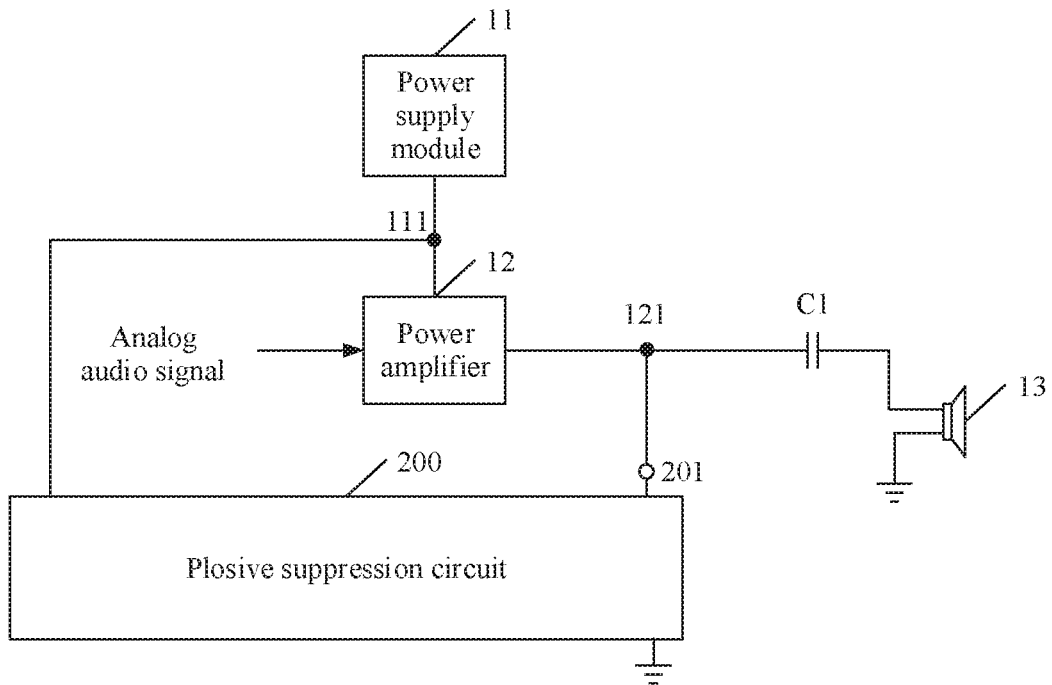 11
Power
supply
module
111
12
Analog
audio signal
Power
amplifier
121
C1
13
200
201
Plosive suppression circuit